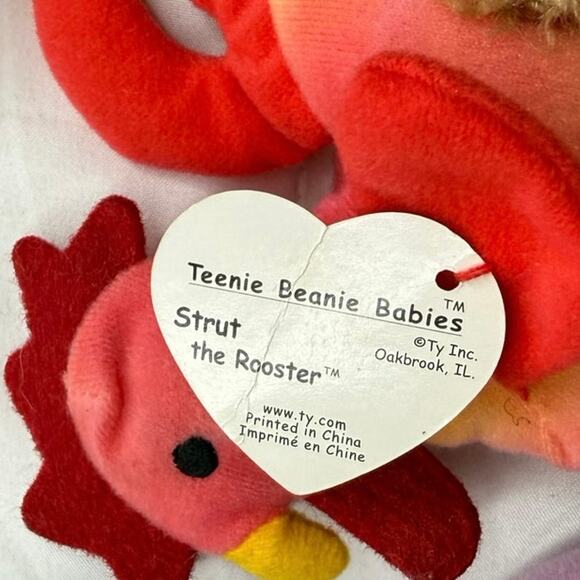 Teenie Beanie Babies™
©Ty Inc.
Oakbrook, IL.
Strut
the Rooster™
www.ty.com
Printed in China
Imprimé en Chine